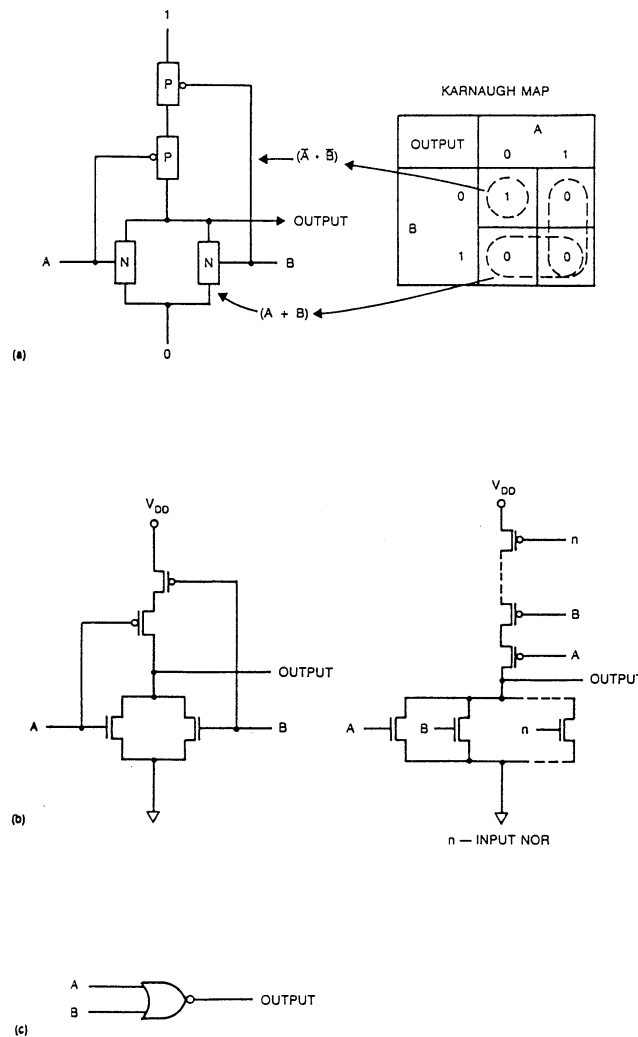 1
P
P
(A̅ · B̅)
OUTPUT
A
N
N
B
(A + B)
0
(a)
KARNAUGH MAP
OUTPUT
A
0 1
B
0 1 0
1 0 0
V_DD
OUTPUT
A
B
(b)
V_DD
n
B
A
OUTPUT
A
B
n
n — INPUT NOR
A
B
OUTPUT
(c)